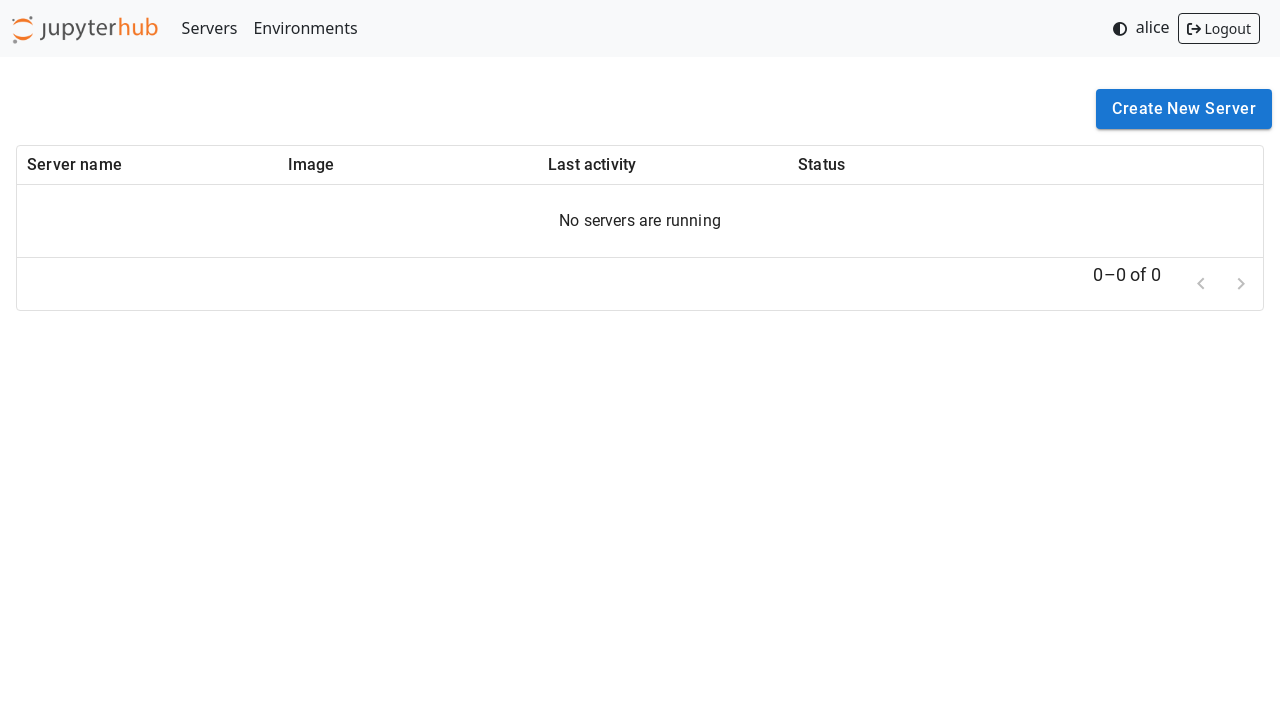 jupyterhub Servers Environments alice Logout
Create New Server
Server name Image Last activity Status
No servers are running
0–0 of 0